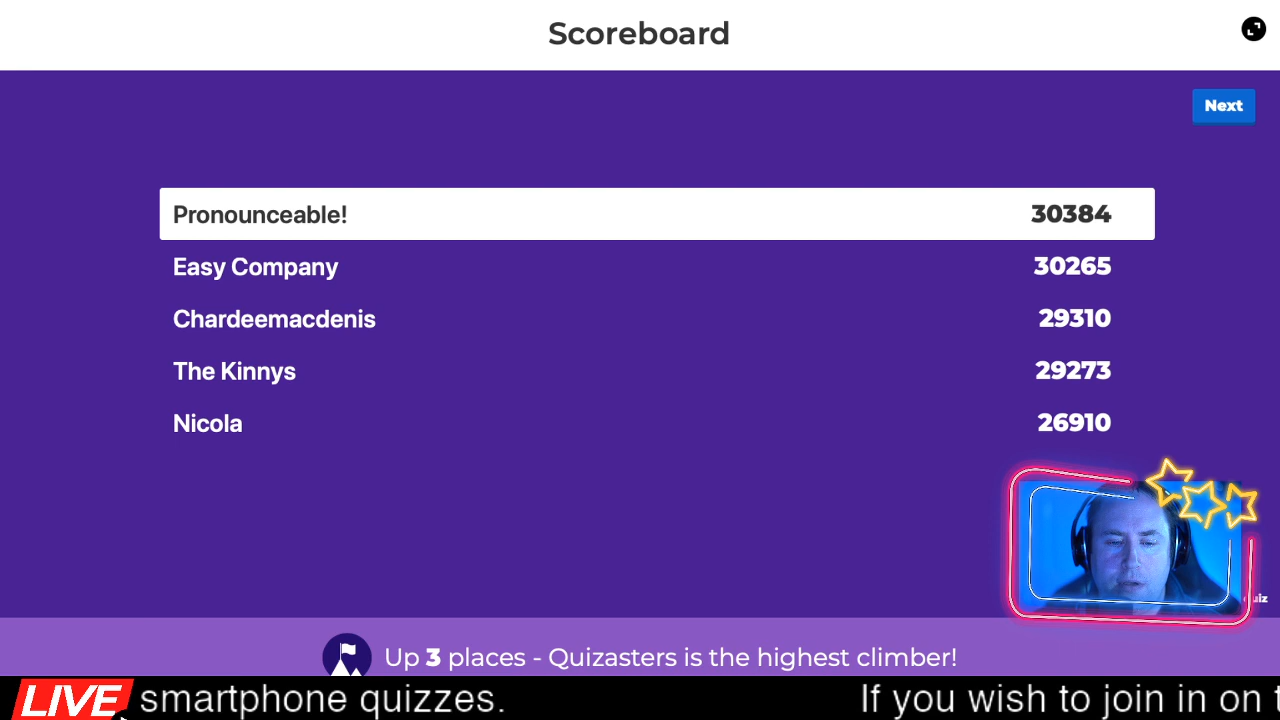 Scoreboard
Next
Pronounceable! 30384
Easy Company 30265
Chardeemacdenis 29310
The Kinnys 29273
Nicola 26910
Up 3 places - Quizasters is the highest climber!
LIVE smartphone quizzes. If you wish to join in on